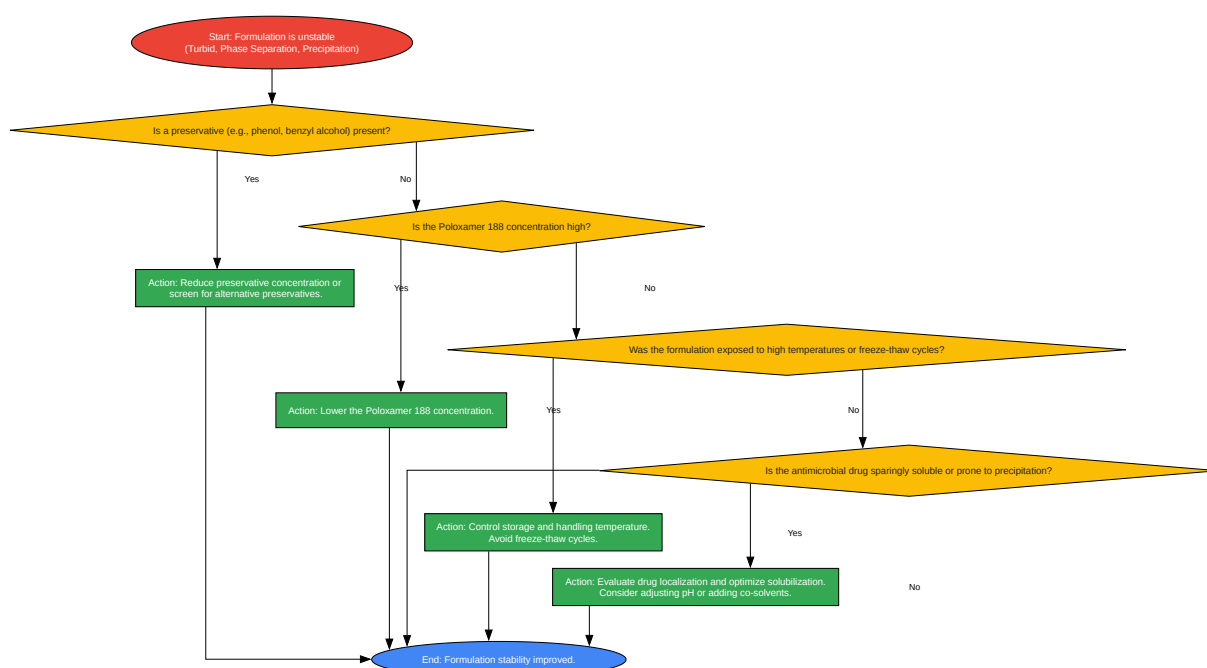 Start: Formulation is unstable
(Turbid, Phase Separation, Precipitation)
Is a preservative (e.g., phenol, benzyl alcohol) present?
Yes
No
Is the Poloxamer 188 concentration high?
Action: Reduce preservative concentration or
screen for alternative preservatives.
Yes
No
Was the formulation exposed to high temperatures or freeze-thaw cycles?
Action: Lower the Poloxamer 188 concentration.
Yes
No
Is the antimicrobial drug sparingly soluble or prone to precipitation?
Action: Control storage and handling temperature.
Avoid freeze-thaw cycles.
Yes
Action: Evaluate drug localization and optimize solubilization.
Consider adjusting pH or adding co-solvents.
No
End: Formulation stability improved.